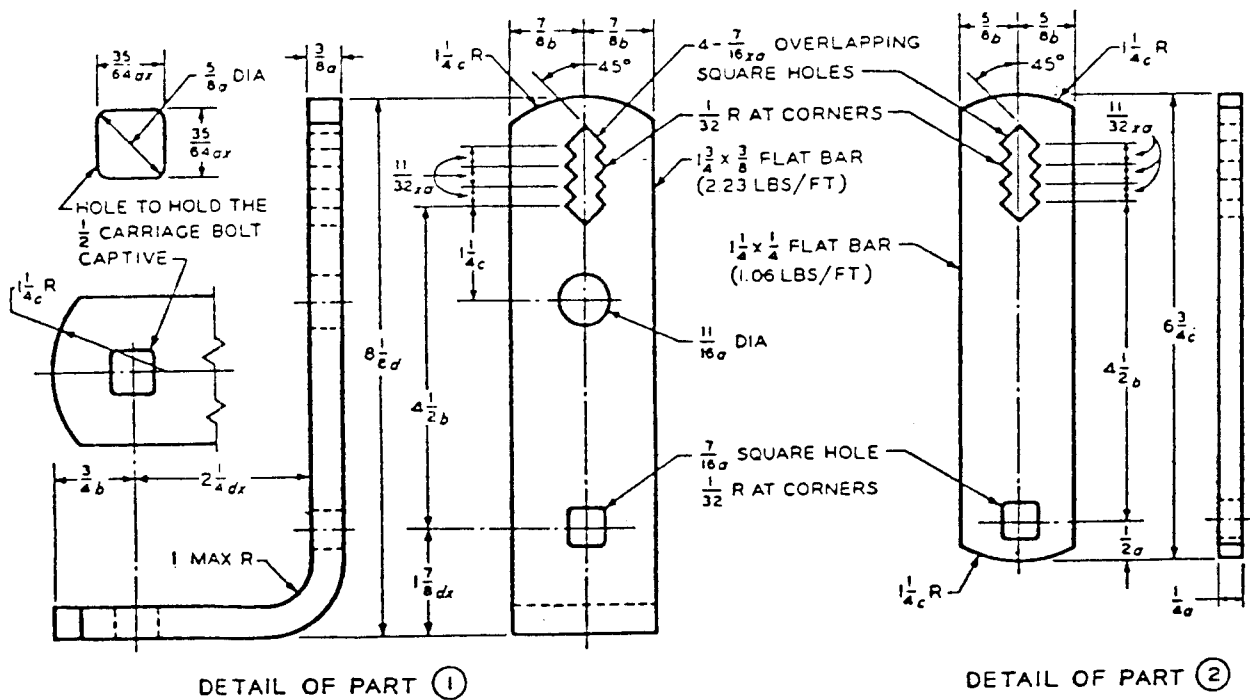 35/64 ax
5/8 a DIA
35/64 ax
HOLE TO HOLD THE
1/2 CARRIAGE BOLT
CAPTIVE
1 1/4 c R
3/4 b
2 1/4 dx
1 MAX R
3/8 a
8 1/8 d
7/8 b
7/8 b
1 1/4 c R
45°
4 - 7/16 xa OVERLAPPING
SQUARE HOLES
1/32 R AT CORNERS
11/32 xa
1 3/4 x 3/8 FLAT BAR
(2.23 LBS/FT)
1 1/4 c
11/16 a DIA
4 1/2 b
7/16 a SQUARE HOLE
1/32 R AT CORNERS
1 7/8 dx
DETAIL OF PART 1
5/8 b
5/8 b
45°
1 1/4 c R
11/32 xa
1 1/4 x 1/4 FLAT BAR
(1.06 LBS/FT)
6 3/4 c
4 1/2 b
1/2 a
1 1/4 c R
1/4 a
DETAIL OF PART 2